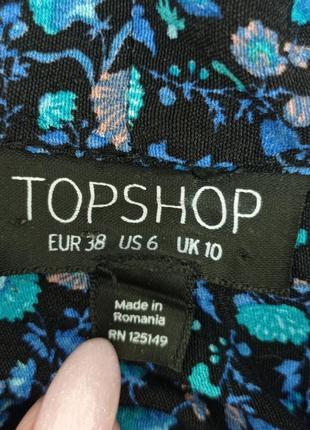 TOPSHOP
EUR 38 US 6 UK 10
Made in
Romania
RN 125149